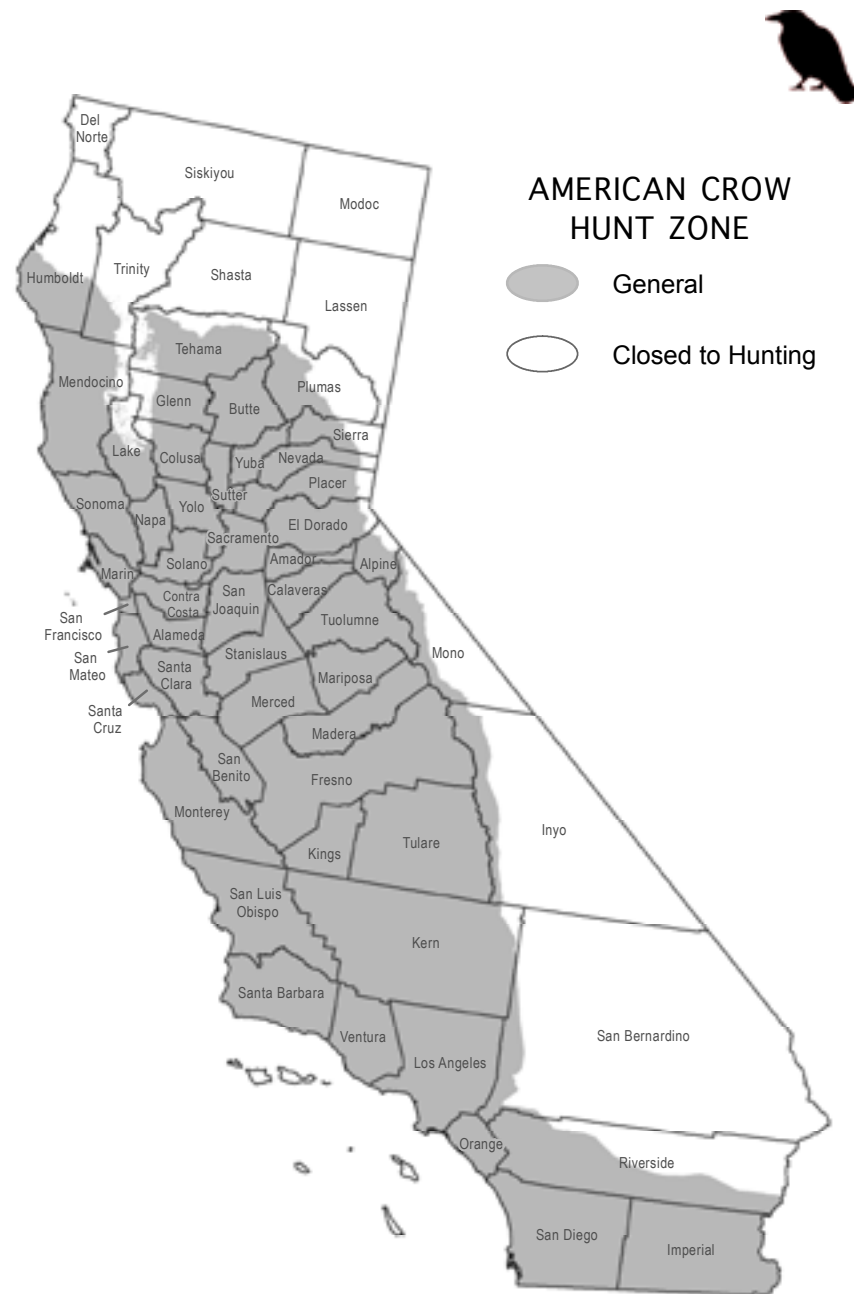 AMERICAN CROW
HUNT ZONE
General
Closed to Hunting
Del
Norte
Siskiyou
Modoc
Humboldt
Trinity
Shasta
Lassen
Tehama
Mendocino
Plumas
Glenn
Butte
Sierra
Lake
Colusa
Yuba
Nevada
Placer
Sutter
Sonoma
Napa
Yolo
El Dorado
Sacramento
Marin
Solano
Amador
Alpine
Contra
Costa
San
Joaquin
Calaveras
San
Francisco
Alameda
Tuolumne
San
Mateo
Santa
Clara
Stanislaus
Mono
Mariposa
Santa
Cruz
Merced
Madera
San
Benito
Fresno
Monterey
Kings
Tulare
Inyo
San Luis
Obispo
Kern
Santa Barbara
Ventura
Los Angeles
San Bernardino
Orange
Riverside
San Diego
Imperial